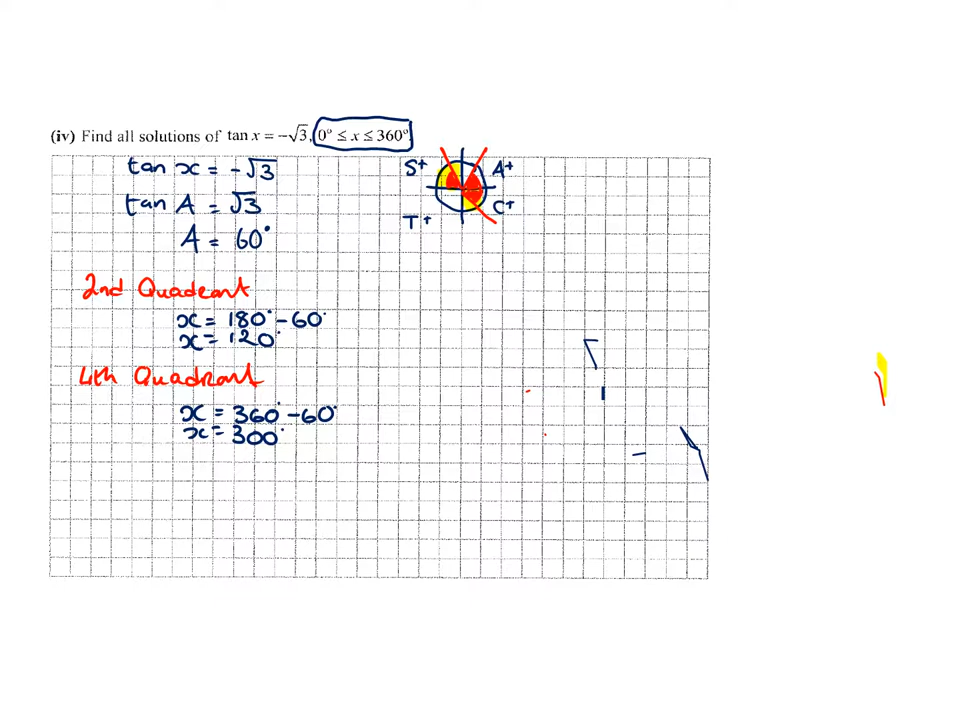 (iv) Find all solutions of tan x = -√3, 0° ≤ x ≤ 360°.
tan x = -√3
tan A = √3
A = 60°
S+ A+
T+ C+
2nd Quadrant
x = 180° - 60°
x = 120°
4th Quadrant
x = 360° - 60°
x = 300°